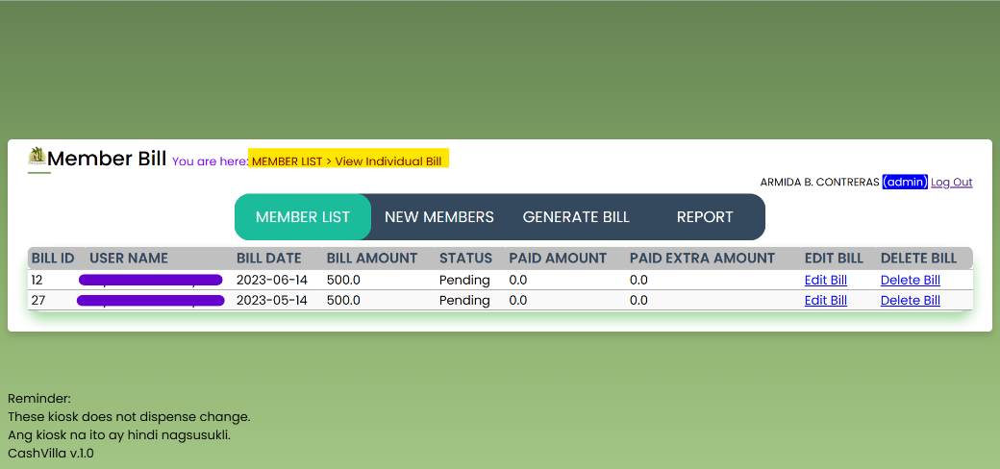 Member Bill You are here: MEMBER LIST > View Individual Bill
ARMIDA B. CONTRERAS (admin) Log Out
MEMBER LIST NEW MEMBERS GENERATE BILL REPORT
BILL ID USER NAME BILL DATE BILL AMOUNT STATUS PAID AMOUNT PAID EXTRA AMOUNT EDIT BILL DELETE BILL
12 2023-06-14 500.0 Pending 0.0 0.0 Edit Bill Delete Bill
27 2023-05-14 500.0 Pending 0.0 0.0 Edit Bill Delete Bill
Reminder:
These kiosk does not dispense change.
Ang kiosk na ito ay hindi nagsusukli.
CashVilla v.1.0